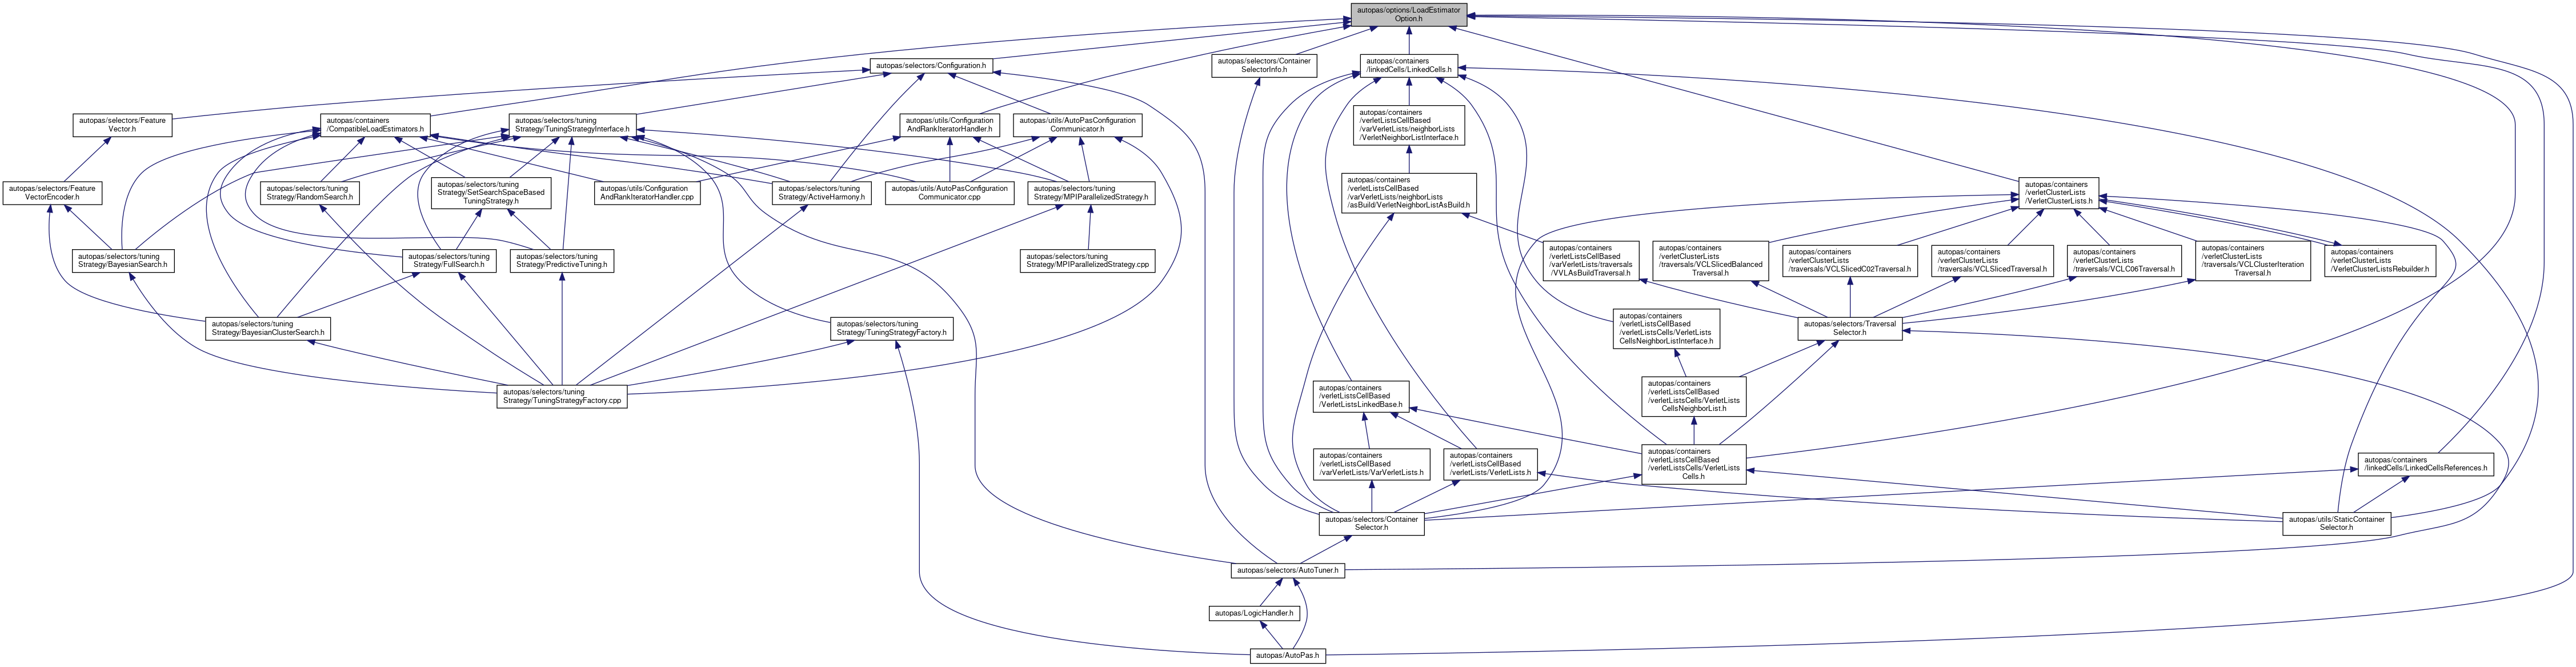 autopas/options/LoadEstimator
Option.h
autopas/selectors/Configuration.h
autopas/selectors/Container
SelectorInfo.h
autopas/containers
/linkedCells/LinkedCells.h
autopas/selectors/Feature
Vector.h
autopas/containers
/CompatibleLoadEstimators.h
autopas/selectors/tuning
Strategy/TuningStrategyInterface.h
autopas/utils/Configuration
AndRankIteratorHandler.h
autopas/utils/AutoPasConfiguration
Communicator.h
autopas/containers
/verletListsCellBased
/varVerletLists/neighborLists
/VerletNeighborListInterface.h
autopas/selectors/Feature
VectorEncoder.h
autopas/selectors/tuning
Strategy/RandomSearch.h
autopas/selectors/tuning
Strategy/SetSearchSpaceBased
TuningStrategy.h
autopas/utils/Configuration
AndRankIteratorHandler.cpp
autopas/selectors/tuning
Strategy/ActiveHarmony.h
autopas/utils/AutoPasConfiguration
Communicator.cpp
autopas/selectors/tuning
Strategy/MPIParallelizedStrategy.h
autopas/containers
/verletListsCellBased
/varVerletLists/neighborLists
/asBuild/VerletNeighborListAsBuild.h
autopas/containers
/verletClusterLists
/VerletClusterLists.h
autopas/selectors/tuning
Strategy/BayesianSearch.h
autopas/selectors/tuning
Strategy/FullSearch.h
autopas/selectors/tuning
Strategy/PredictiveTuning.h
autopas/selectors/tuning
Strategy/MPIParallelizedStrategy.cpp
autopas/containers
/verletListsCellBased
/varVerletLists/traversals
/VVLAsBuildTraversal.h
autopas/containers
/verletClusterLists
/traversals/VCLSlicedBalanced
Traversal.h
autopas/containers
/verletClusterLists
/traversals/VCLSlicedC02Traversal.h
autopas/containers
/verletClusterLists
/traversals/VCLSlicedTraversal.h
autopas/containers
/verletClusterLists
/traversals/VCLC06Traversal.h
autopas/containers
/verletClusterLists
/traversals/VCLClusterIteration
Traversal.h
autopas/containers
/verletClusterLists
/VerletClusterListsRebuilder.h
autopas/selectors/tuning
Strategy/BayesianClusterSearch.h
autopas/selectors/tuning
Strategy/TuningStrategyFactory.h
autopas/containers
/verletListsCellBased
/verletListsCells/VerletLists
CellsNeighborListInterface.h
autopas/selectors/Traversal
Selector.h
autopas/selectors/tuning
Strategy/TuningStrategyFactory.cpp
autopas/containers
/verletListsCellBased
/VerletListsLinkedBase.h
autopas/containers
/verletListsCellBased
/verletListsCells/VerletLists
CellsNeighborList.h
autopas/containers
/verletListsCellBased
/varVerletLists/VarVerletLists.h
autopas/containers
/verletListsCellBased
/verletLists/VerletLists.h
autopas/containers
/verletListsCellBased
/verletListsCells/VerletLists
Cells.h
autopas/containers
/linkedCells/LinkedCellsReferences.h
autopas/selectors/Container
Selector.h
autopas/utils/StaticContainer
Selector.h
autopas/selectors/AutoTuner.h
autopas/LogicHandler.h
autopas/AutoPas.h